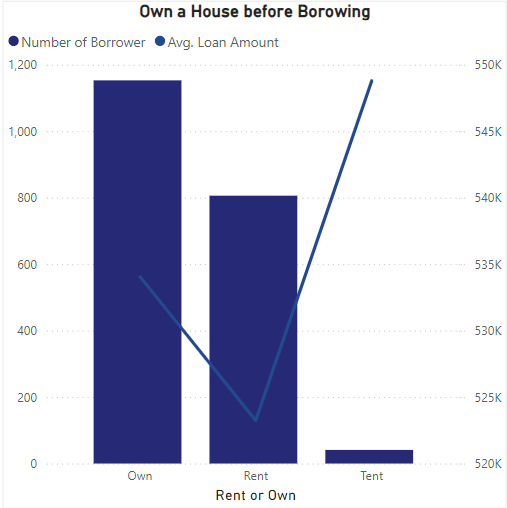 Own a House before Borowing
Number of Borrower Avg. Loan Amount
1,200 550K
1,000 545K
800 540K
600 535K
400 530K
200 525K
0 520K
Own Rent Tent
Rent or Own